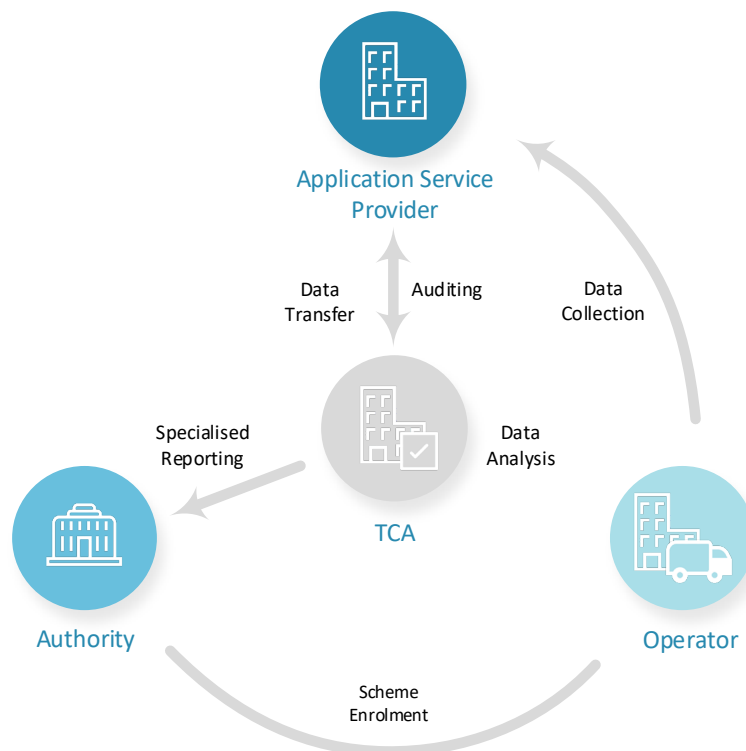 Application Service
Provider
Data
Transfer
Auditing
Data
Collection
Specialised
Reporting
Data
Analysis
TCA
Authority
Operator
Scheme
Enrolment